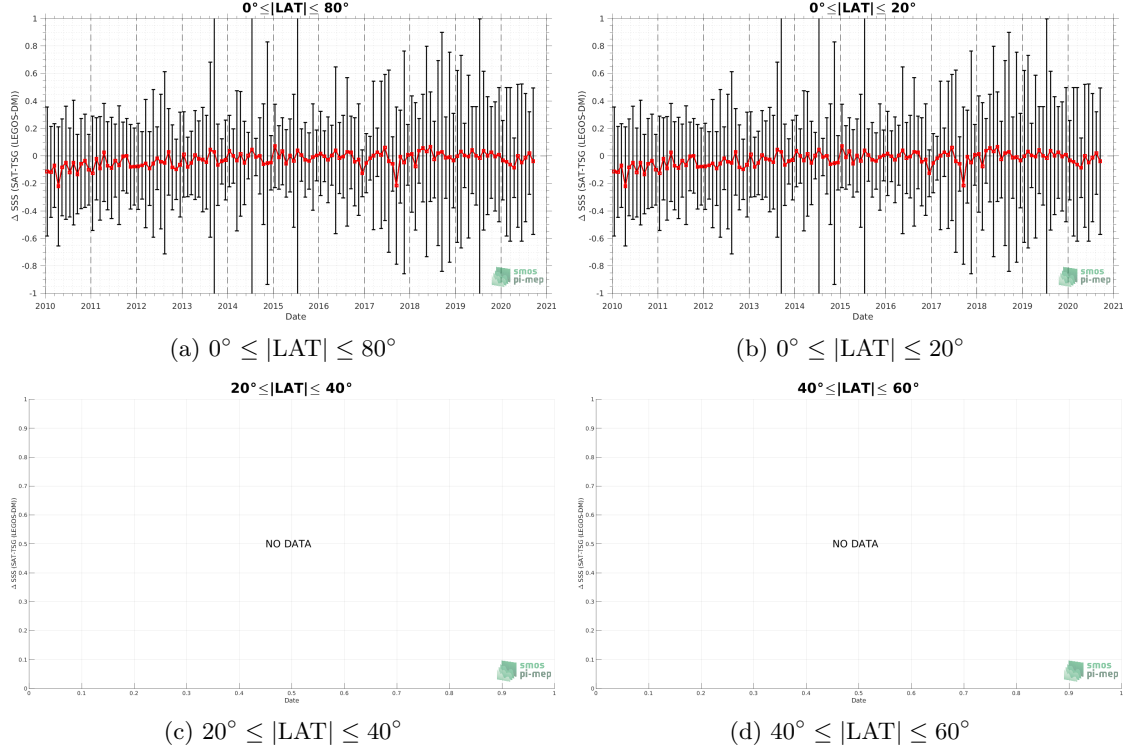 0°≤|LAT|≤ 80°
Δ SSS (SAT-TSG (LEGOS-DM))
1
0.8
0.6
0.4
0.2
0
-0.2
-0.4
-0.6
-0.8
-1
2010 2011 2012 2013 2014 2015 2016 2017 2018 2019 2020 2021
Date
smos
pi-mep
(a) 0° ≤ |LAT| ≤ 80°
0°≤|LAT|≤ 20°
Δ SSS (SAT-TSG (LEGOS-DM))
1
0.8
0.6
0.4
0.2
0
-0.2
-0.4
-0.6
-0.8
-1
2010 2011 2012 2013 2014 2015 2016 2017 2018 2019 2020 2021
Date
smos
pi-mep
(b) 0° ≤ |LAT| ≤ 20°
20°≤|LAT|≤ 40°
Δ SSS (SAT-TSG (LEGOS-DM))
1
0.9
0.8
0.7
0.6
0.5
0.4
0.3
0.2
0.1
0
NO DATA
0 0.1 0.2 0.3 0.4 0.5 0.6 0.7 0.8 0.9 1
Date
smos
pi-mep
(c) 20° ≤ |LAT| ≤ 40°
40°≤|LAT|≤ 60°
Δ SSS (SAT-TSG (LEGOS-DM))
1
0.9
0.8
0.7
0.6
0.5
0.4
0.3
0.2
0.1
0
NO DATA
0 0.1 0.2 0.3 0.4 0.5 0.6 0.7 0.8 0.9 1
Date
smos
pi-mep
(d) 40° ≤ |LAT| ≤ 60°